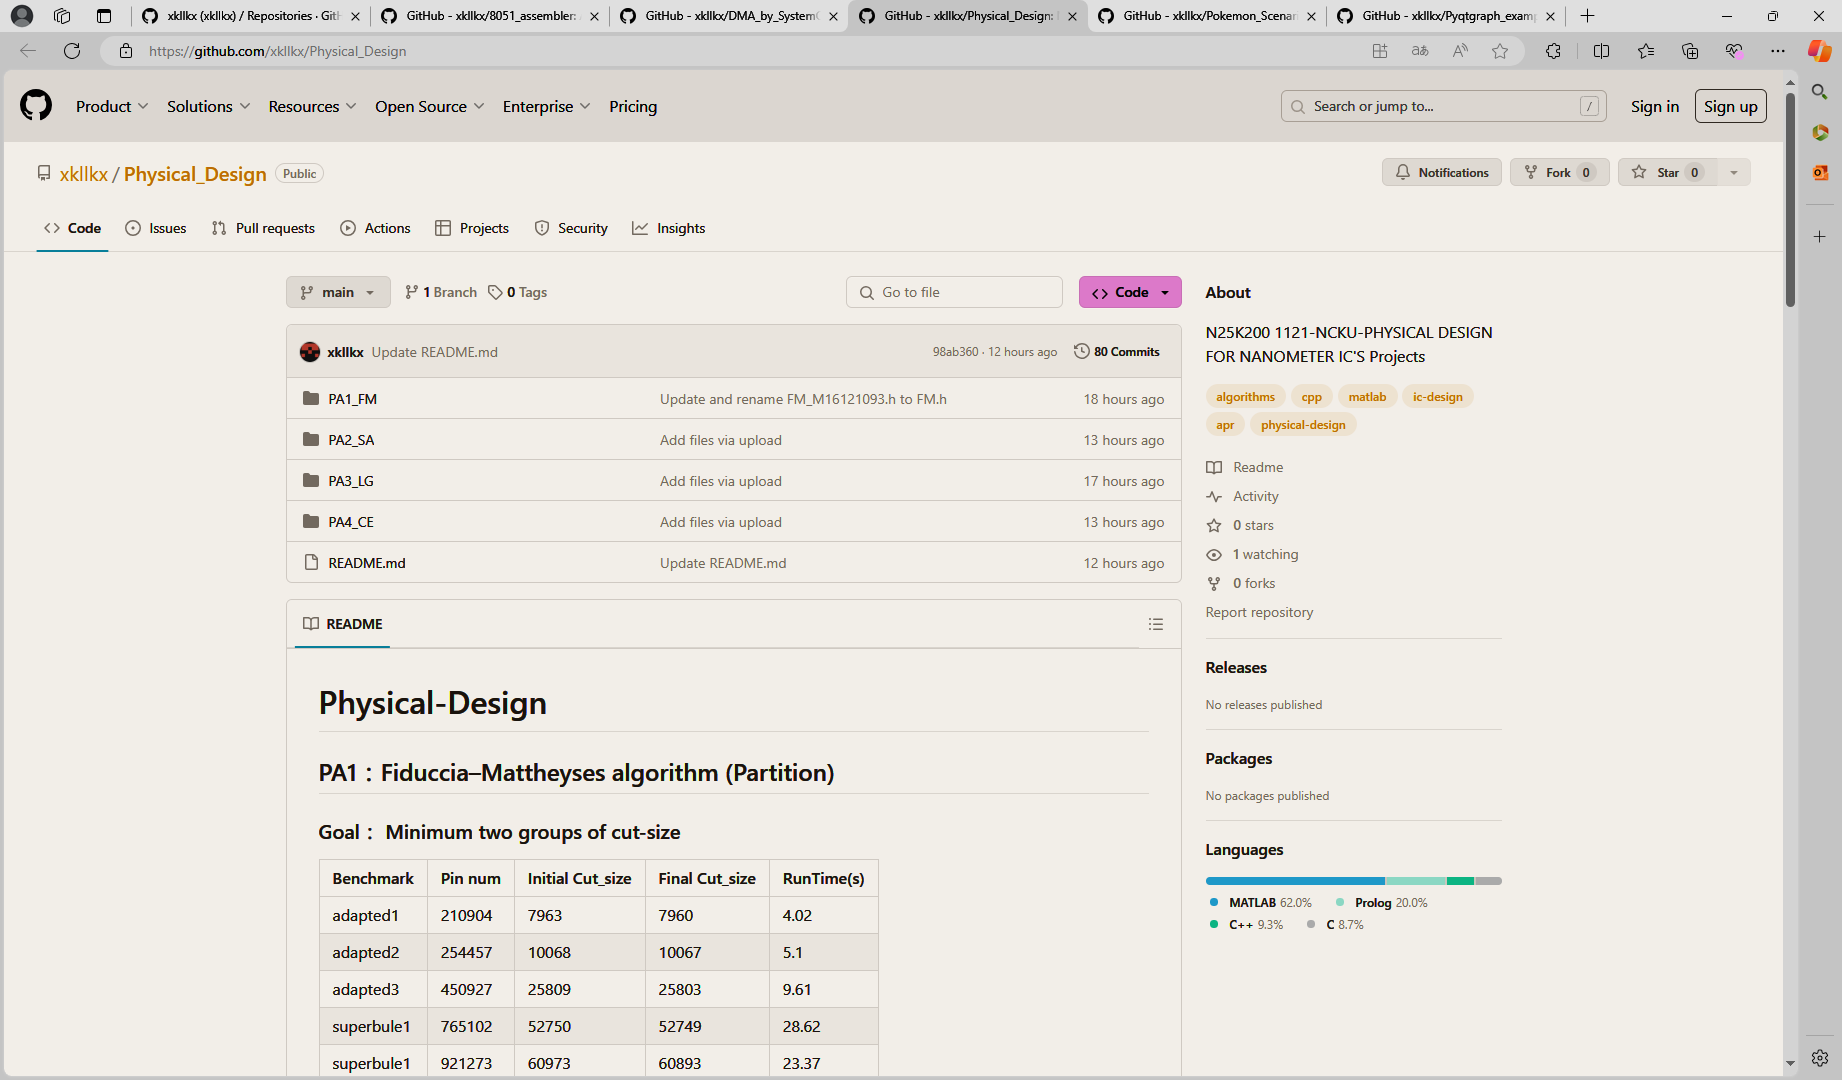 xkllkx (xkllkx) / Repositories · GitH
GitHub - xkllkx/8051_assembler:
GitHub - xkllkx/DMA_by_SystemC
GitHub - xkllkx/Physical_Design:
GitHub - xkllkx/Pokemon_Scenari
GitHub - xkllkx/Pyqtgraph_examp
https://github.com/xkllkx/Physical_Design
Product
Solutions
Resources
Open Source
Enterprise
Pricing
Search or jump to...
/
Sign in
Sign up
xkllkx / Physical_Design
Public
Notifications
Fork 0
Star 0
Code
Issues
Pull requests
Actions
Projects
Security
Insights
main
1 Branch
0 Tags
Go to file
Code
xkllkx Update README.md
98ab360 · 12 hours ago
80 Commits
PA1_FM
Update and rename FM_M16121093.h to FM.h
18 hours ago
PA2_SA
Add files via upload
13 hours ago
PA3_LG
Add files via upload
17 hours ago
PA4_CE
Add files via upload
13 hours ago
README.md
Update README.md
12 hours ago
README
Physical-Design
PA1：Fiduccia–Mattheyses algorithm (Partition)
Goal： Minimum two groups of cut-size
Benchmark Pin num Initial Cut_size Final Cut_size RunTime(s)
adapted1 210904 7963 7960 4.02
adapted2 254457 10068 10067 5.1
adapted3 450927 25809 25803 9.61
superbule1 765102 52750 52749 28.62
superbule1 921273 60973 60893 23.37
About
N25K200 1121-NCKU-PHYSICAL DESIGN
FOR NANOMETER IC'S Projects
algorithms cpp matlab ic-design
apr physical-design
Readme
Activity
0 stars
1 watching
0 forks
Report repository
Releases
No releases published
Packages
No packages published
Languages
MATLAB 62.0% Prolog 20.0%
C++ 9.3% C 8.7%